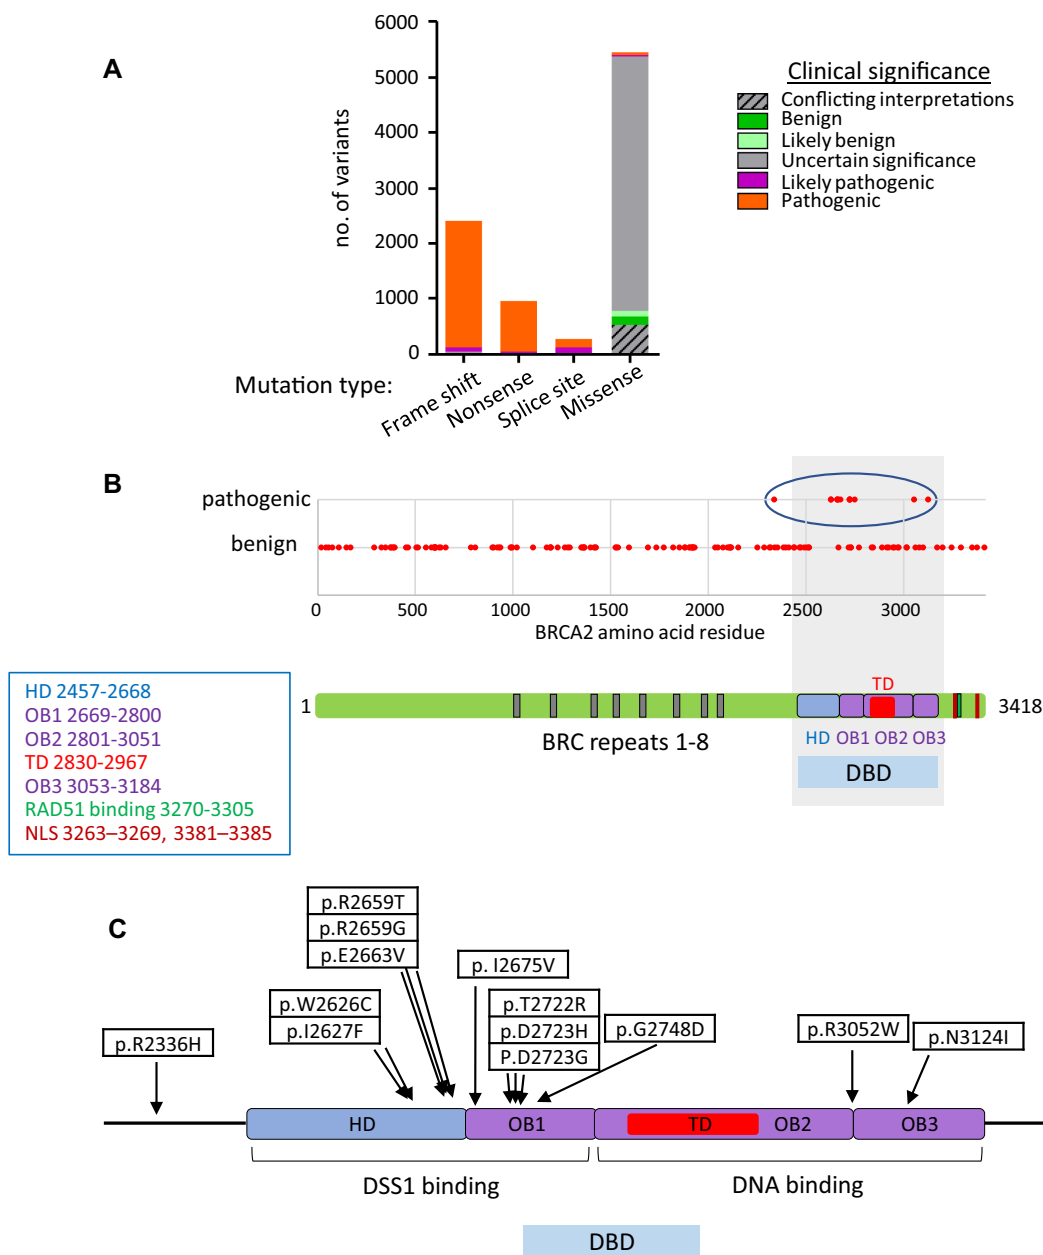 A
6000
5000
4000
3000
2000
1000
0
no. of variants
Mutation type:
Frame shift
Nonsense
Splice site
Missense
Clinical significance
Conflicting interpretations
Benign
Likely benign
Uncertain significance
Likely pathogenic
Pathogenic
B
pathogenic
benign
0 500 1000 1500 2000 2500 3000
BRCA2 amino acid residue
HD 2457-2668
OB1 2669-2800
OB2 2801-3051
TD 2830-2967
OB3 3053-3184
RAD51 binding 3270-3305
NLS 3263–3269, 3381–3385
TD
1 3418
BRC repeats 1-8
HD OB1 OB2 OB3
DBD
C
p.R2659T
p.R2659G
p.E2663V
p. I2675V
p.W2626C
p.I2627F
p.T2722R
p.D2723H
P.D2723G
p.G2748D
p.R2336H
p.R3052W
p.N3124I
HD OB1 TD OB2 OB3
DSS1 binding DNA binding
DBD